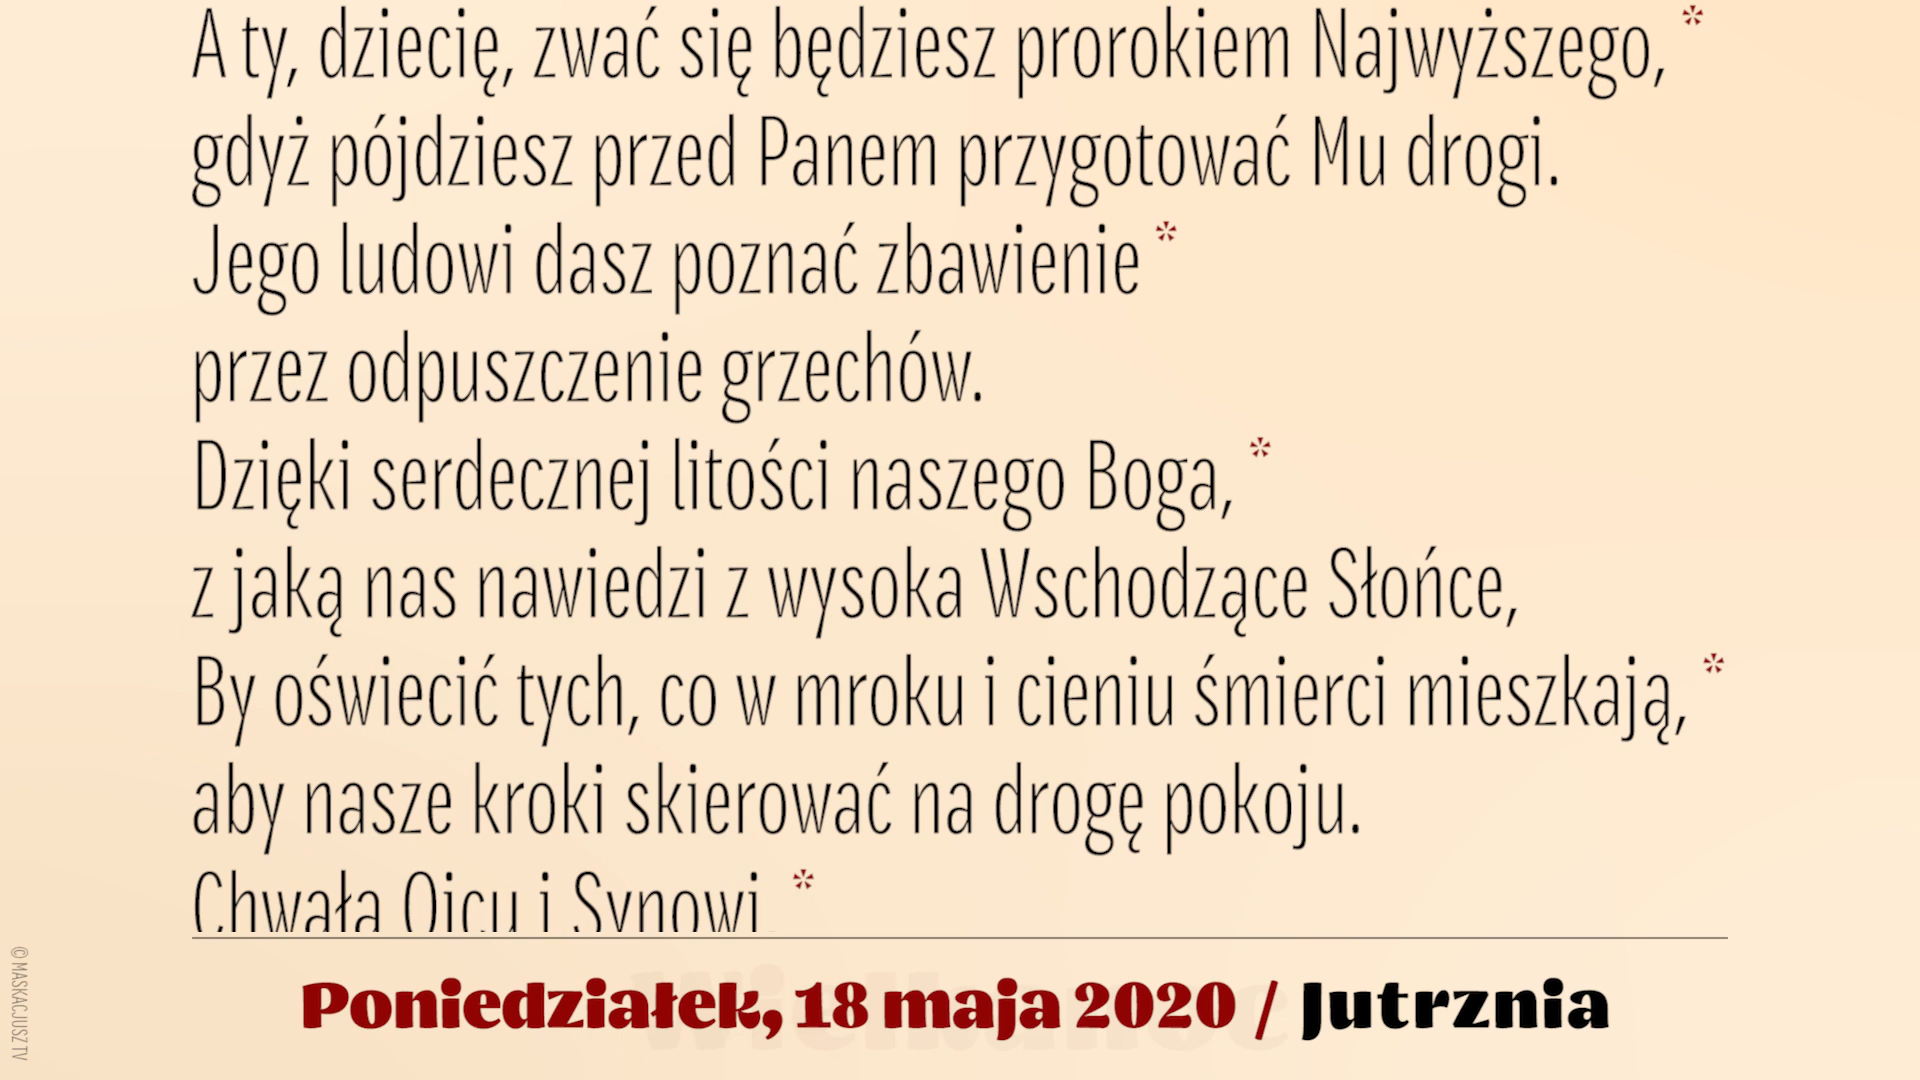 A ty, dziecię, zwać się będziesz prorokiem Najwyższego, *
gdyż pójdziesz przed Panem przygotować Mu drogi.
Jego ludowi dasz poznać zbawienie *
przez odpuszczenie grzechów.
Dzięki serdecznej litości naszego Boga, *
z jaką nas nawiedzi z wysoka Wschodzące Słońce,
By oświecić tych, co w mroku i cieniu śmierci mieszkają, *
aby nasze kroki skierować na drogę pokoju.
Chwała Ojcu i Synowi, *
Poniedziałek, 18 maja 2020 / Jutrznia
© MASKACJUSZ TV